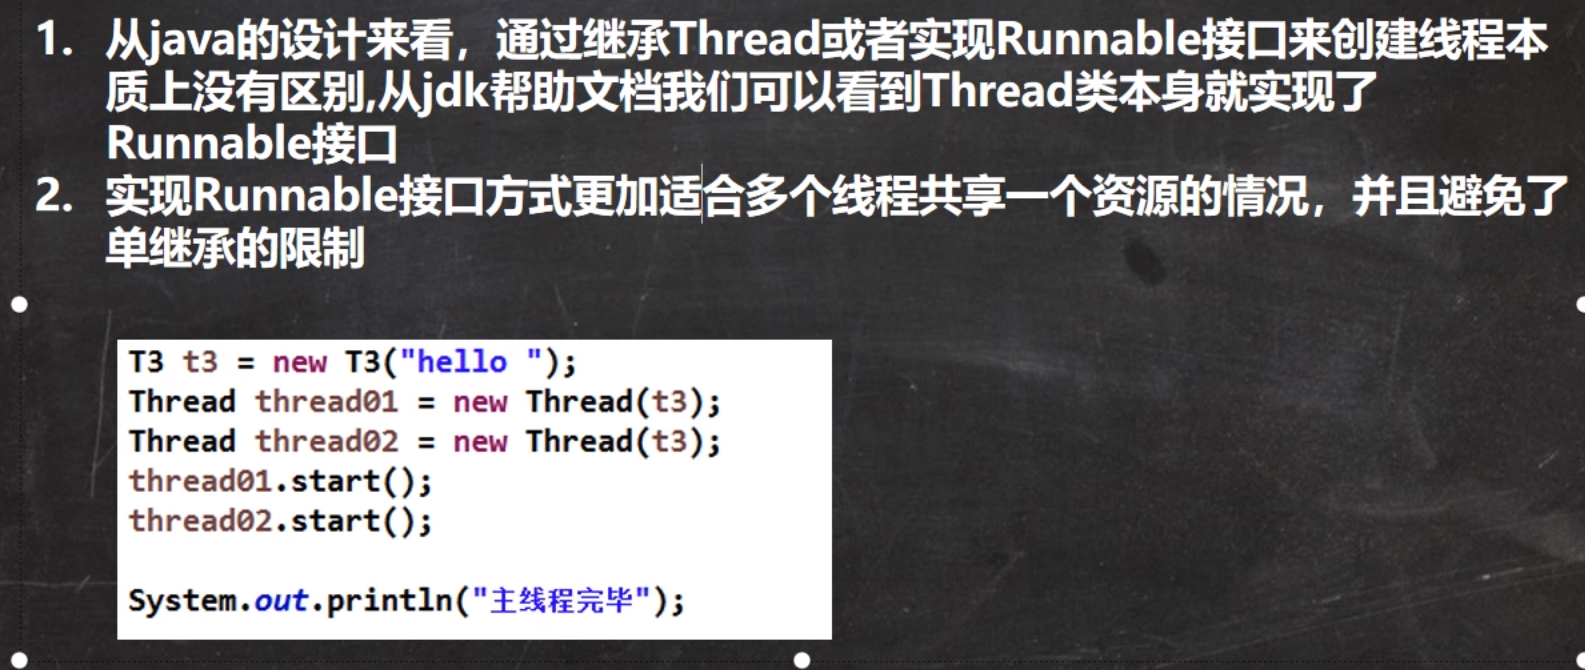 1. 从java的设计来看，通过继承Thread或者实现Runnable接口来创建线程本
质上没有区别,从jdk帮助文档我们可以看到Thread类本身就实现了
Runnable接口
2. 实现Runnable接口方式更加适合多个线程共享一个资源的情况，并且避免了
单继承的限制
T3 t3 = new T3("hello ");
Thread thread01 = new Thread(t3);
Thread thread02 = new Thread(t3);
thread01.start();
thread02.start();
System.out.println("主线程完毕");